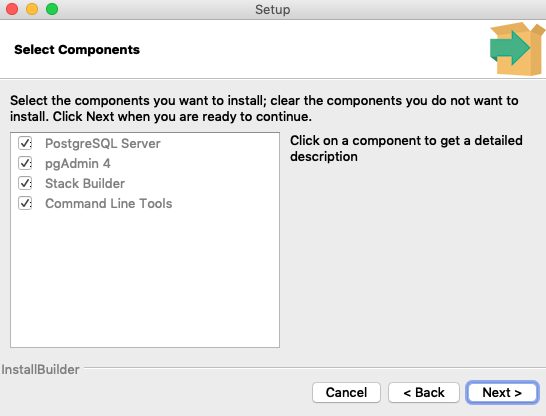 Setup
Select Components
Select the components you want to install; clear the components you do not want to
install. Click Next when you are ready to continue.
PostgreSQL Server
pgAdmin 4
Stack Builder
Command Line Tools
Click on a component to get a detailed
description
InstallBuilder
Cancel
< Back
Next >